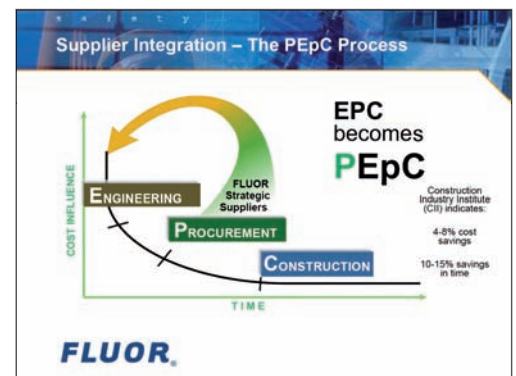 safety
Supplier Integration – The PEpC Process
EPC
becomes
PEpC
FLUOR
Strategic
Suppliers
ENGINEERING
PROCUREMENT
CONSTRUCTION
COST INFLUENCE
TIME
Construction
Industry Institute
(CII) indicates:
4-8% cost
savings
10-15% savings
in time
FLUOR®